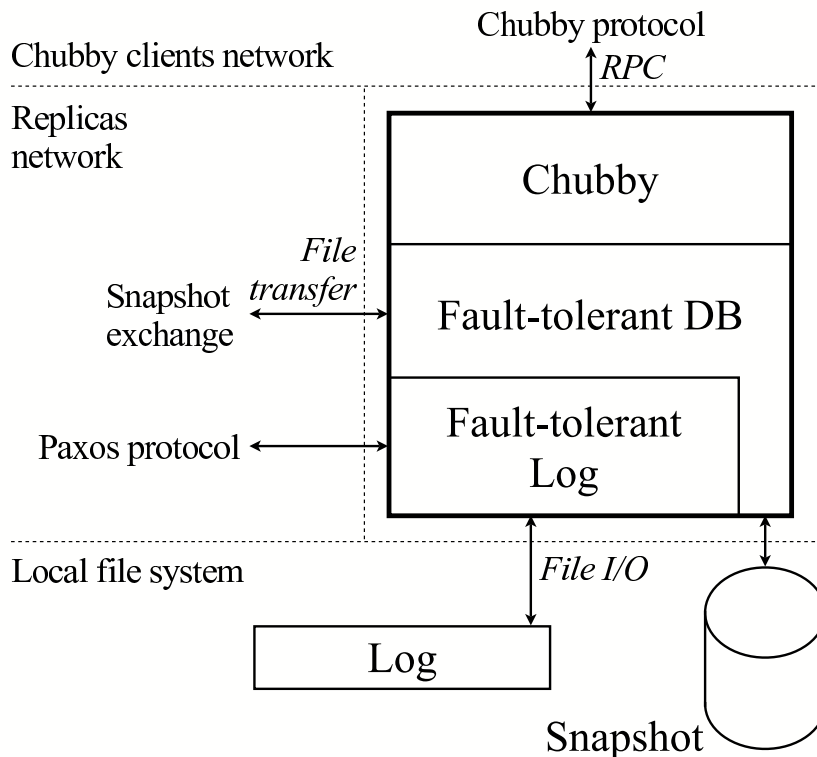 Chubby protocol
Chubby clients network
RPC
Replicas
network
Chubby
File
transfer
Snapshot
exchange
Fault-tolerant DB
Paxos protocol
Fault-tolerant
Log
Local file system
File I/O
Log
Snapshot